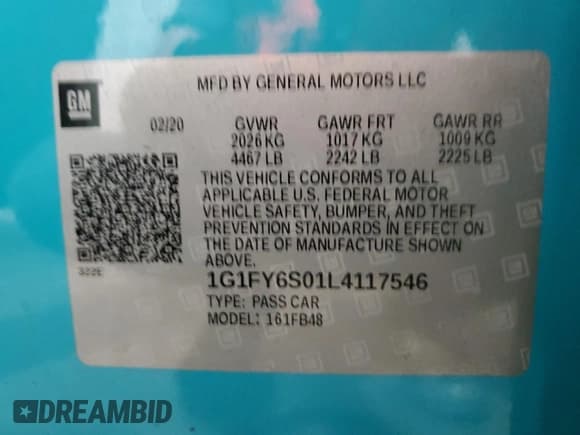 GM
MFD BY GENERAL MOTORS LLC
02/20 GVWR GAWR FRT GAWR RR
2026 KG 1017 KG 1009 KG
4467 LB 2242 LB 2225 LB
THIS VEHICLE CONFORMS TO ALL
APPLICABLE U.S. FEDERAL MOTOR
VEHICLE SAFETY, BUMPER, AND THEFT
PREVENTION STANDARDS IN EFFECT ON
THE DATE OF MANUFACTURE SHOWN
ABOVE.
1G1FY6S01L4117546
TYPE: PASS CAR
MODEL: 161FB48
DREAMBID